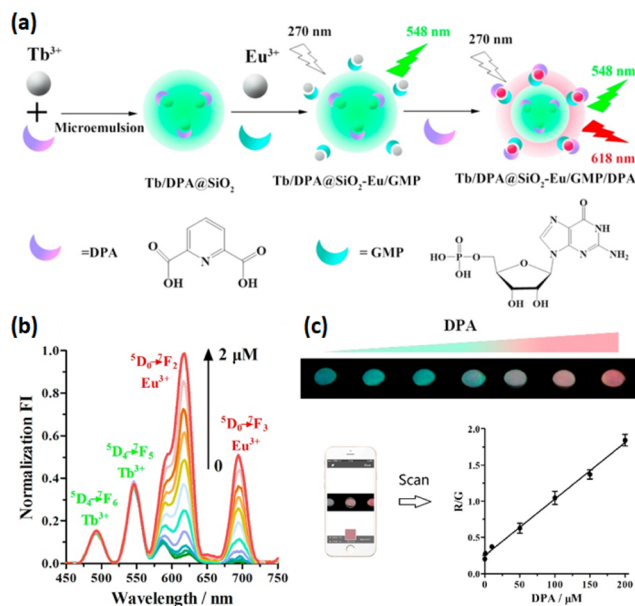 (a)
Tb³⁺
+
Microemulsion
Tb/DPA@SiO₂
Eu³⁺
270 nm
548 nm
Tb/DPA@SiO₂-Eu/GMP
270 nm
548 nm
618 nm
Tb/DPA@SiO₂-Eu/GMP/DPA
=DPA
O
O
N
OH
OH
=GMP
O
HO-P-O
OH
O
OH OH
N
N
O
NH
N
NH₂
(b)
Normalization FI
1.0
0.8
0.6
0.4
0.2
0.0
⁵D₀→⁷F₂
Eu³⁺
2 μM
0
⁵D₀→⁷F₃
Eu³⁺
⁵D₄→⁷F₅
Tb³⁺
⁵D₄→⁷F₆
Tb³⁺
450 500 550 600 650 700 750
Wavelength / nm
(c)
DPA
Scan
R/G
2.0
1.5
1.0
0.5
0.0
0 50 100 150 200
DPA / μM